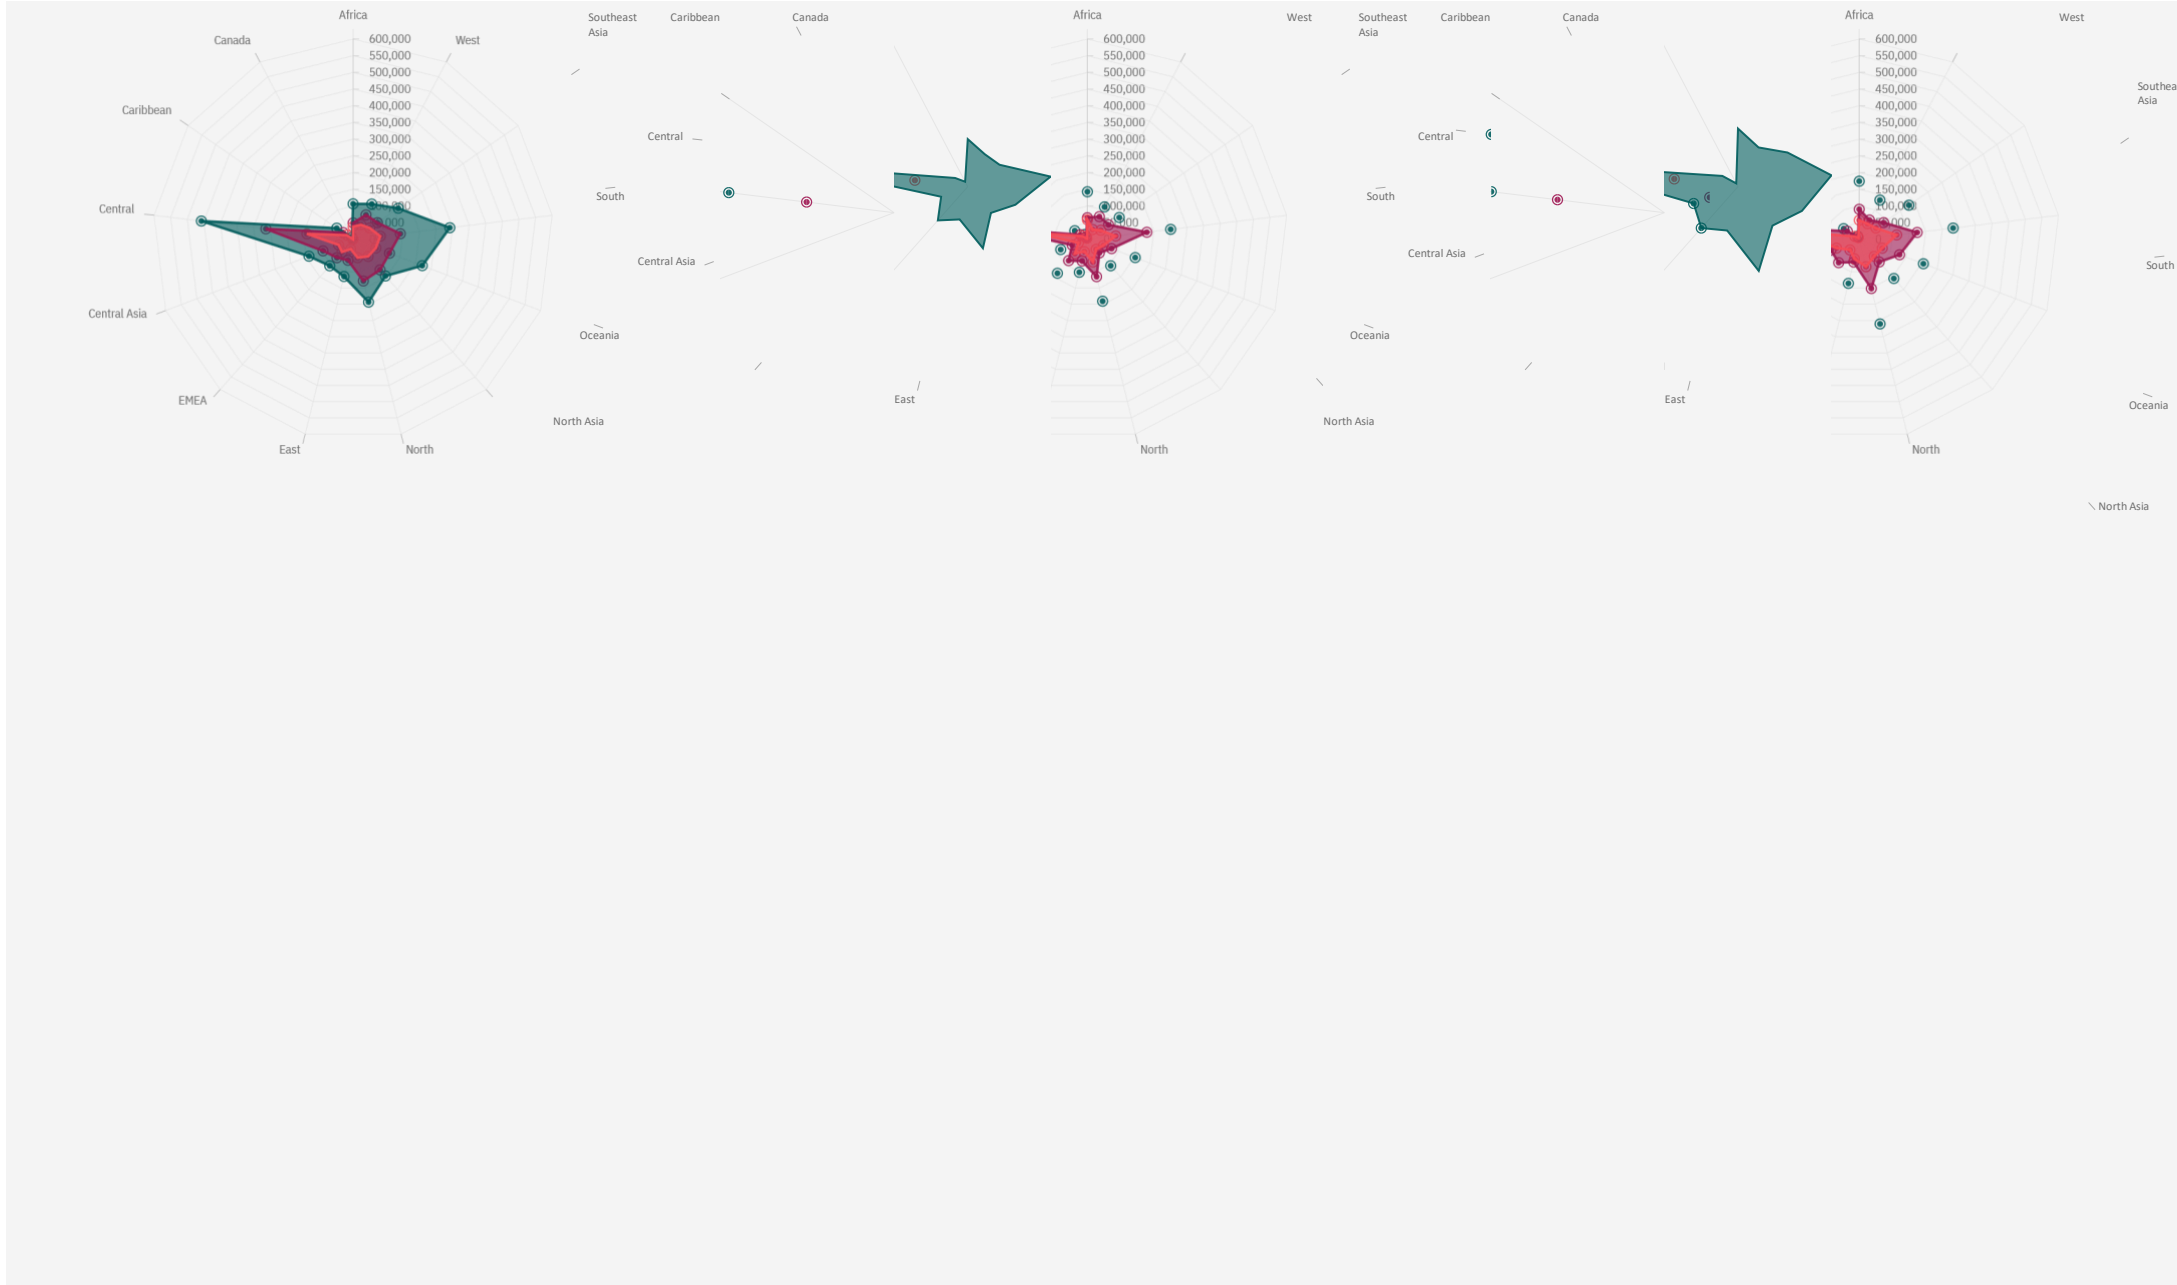 Africa
600,000
550,000
500,000
450,000
400,000
350,000
300,000
250,000
200,000
150,000
Canada
West
Caribbean
Central
Central Asia
EMEA
East
North
Southeast
Asia
Caribbean
Canada
Central
South
Central Asia
Oceania
North Asia
East
Africa
600,000
550,000
500,000
450,000
400,000
350,000
300,000
250,000
200,000
150,000
100,000
West
North
Southeast
Asia
Caribbean
Canada
Central
South
Central Asia
Oceania
North Asia
East
Africa
600,000
550,000
500,000
450,000
400,000
350,000
300,000
250,000
200,000
150,000
100,000
West
North
Southea
Asia
South
Oceania
North Asia